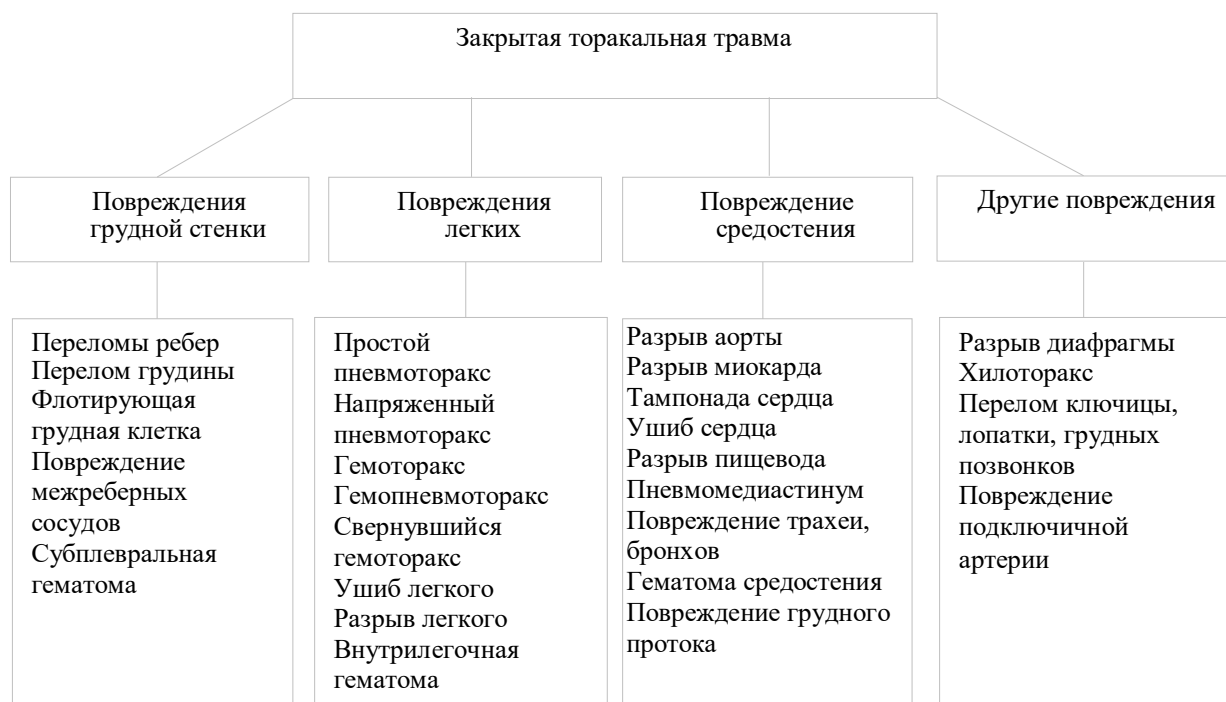 Закрытая торакальная травма
Повреждения
грудной стенки
Повреждения
легких
Повреждение
средостения
Другие повреждения
Переломы ребер
Перелом грудины
Флотирующая
грудная клетка
Повреждение
межреберных
сосудов
Субплевральная
гематома
Простой
пневмоторакс
Напряженный
пневмоторакс
Гемоторакс
Гемопневмоторакс
Свернувшийся
гемоторакс
Ушиб легкого
Разрыв легкого
Внутрилегочная
гематома
Разрыв аорты
Разрыв миокарда
Тампонада сердца
Ушиб сердца
Разрыв пищевода
Пневмомедиастинум
Повреждение трахеи,
бронхов
Гематома средостения
Повреждение грудного
протока
Разрыв диафрагмы
Хилоторакс
Перелом ключицы,
лопатки, грудных
позвонков
Повреждение
подключичной
артерии